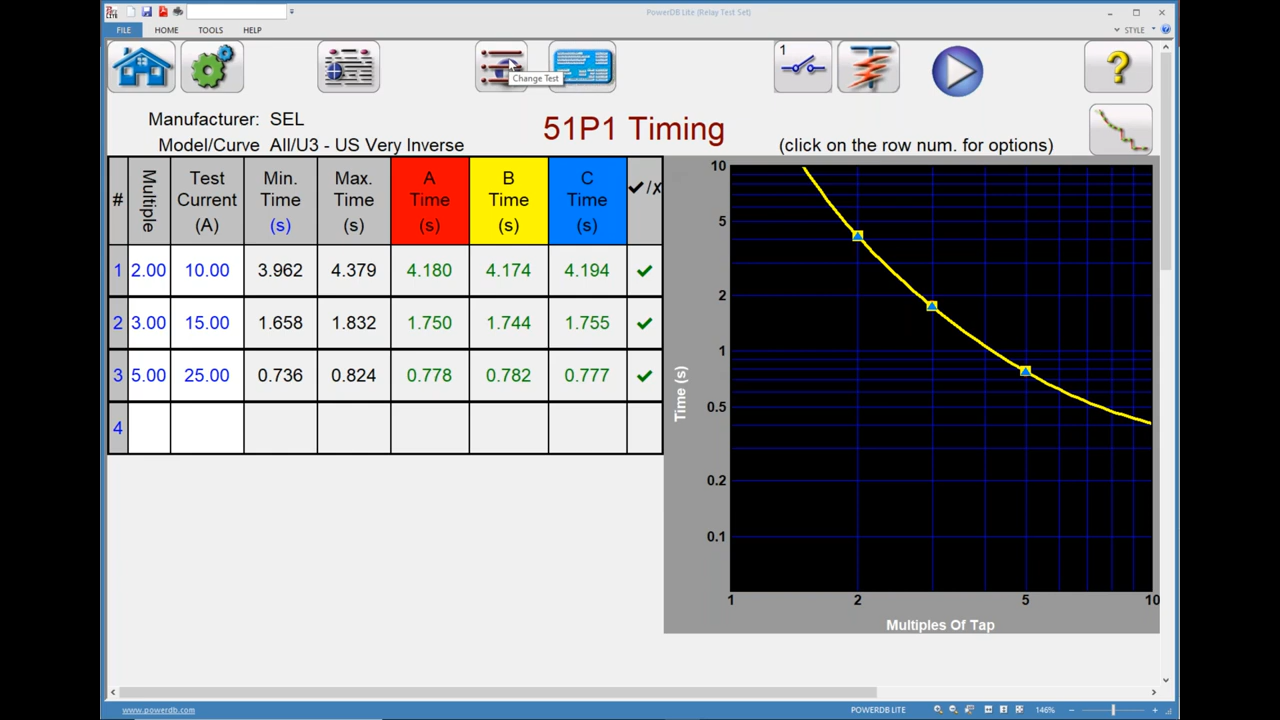 PowerDB Lite (Relay Test Set)
FILE HOME TOOLS HELP STYLE
Change Test
1
?
Manufacturer: SEL
Model/Curve All/U3 - US Very Inverse
51P1 Timing
(click on the row num. for options)
# Multiple Test Current (A) Min. Time (s) Max. Time (s) A Time (s) B Time (s) C Time (s) ✓/x
1 2.00 10.00 3.962 4.379 4.180 4.174 4.194 ✓
2 3.00 15.00 1.658 1.832 1.750 1.744 1.755 ✓
3 5.00 25.00 0.736 0.824 0.778 0.782 0.777 ✓
4
10
5
2
1
0.5
0.2
0.1
Time (s)
1 2 5 10
Multiples Of Tap
www.powerdb.com
POWERDB LITE 146%